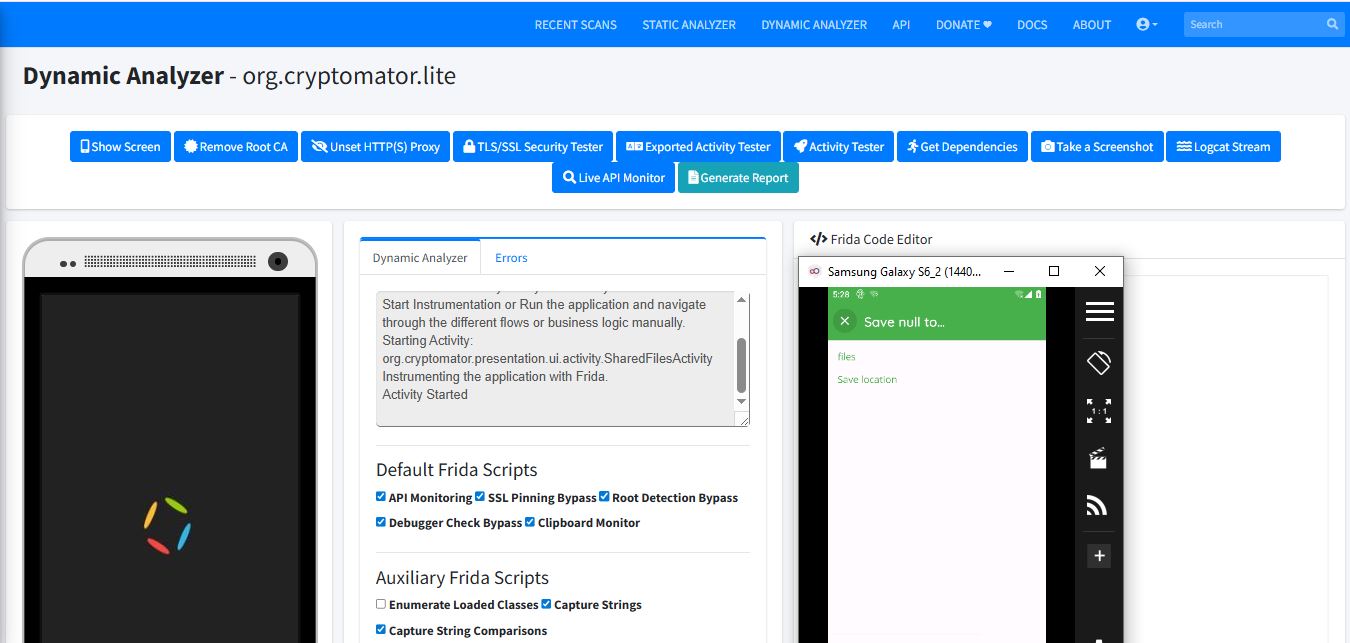 RECENT SCANS STATIC ANALYZER DYNAMIC ANALYZER API DONATE DOCS ABOUT Search
Dynamic Analyzer - org.cryptomator.lite
Show Screen Remove Root CA Unset HTTP(S) Proxy TLS/SSL Security Tester Exported Activity Tester Activity Tester Get Dependencies Take a Screenshot Logcat Stream
Live API Monitor Generate Report
Dynamic Analyzer Errors
Start Instrumentation or Run the application and navigate
through the different flows or business logic manually.
Starting Activity:
org.cryptomator.presentation.ui.activity.SharedFilesActivity
Instrumenting the application with Frida.
Activity Started
Default Frida Scripts
API Monitoring SSL Pinning Bypass Root Detection Bypass
Debugger Check Bypass Clipboard Monitor
Auxiliary Frida Scripts
Enumerate Loaded Classes Capture Strings
Capture String Comparisons
Frida Code Editor
Samsung Galaxy S6_2 (1440...
5:28
Save null to...
files
Save location
1 : 1